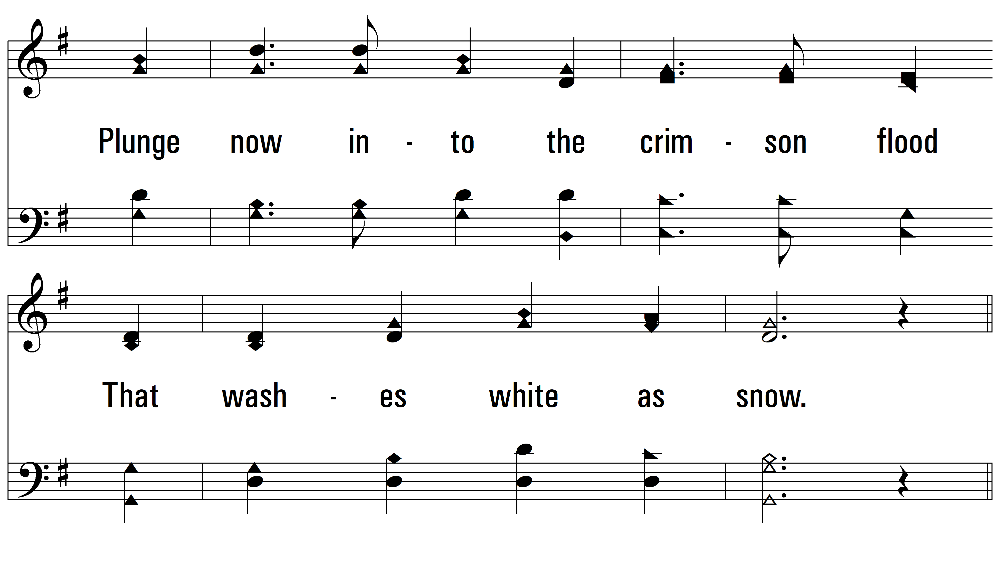 Plunge now in - to the crim - son flood
That wash - es white as snow.